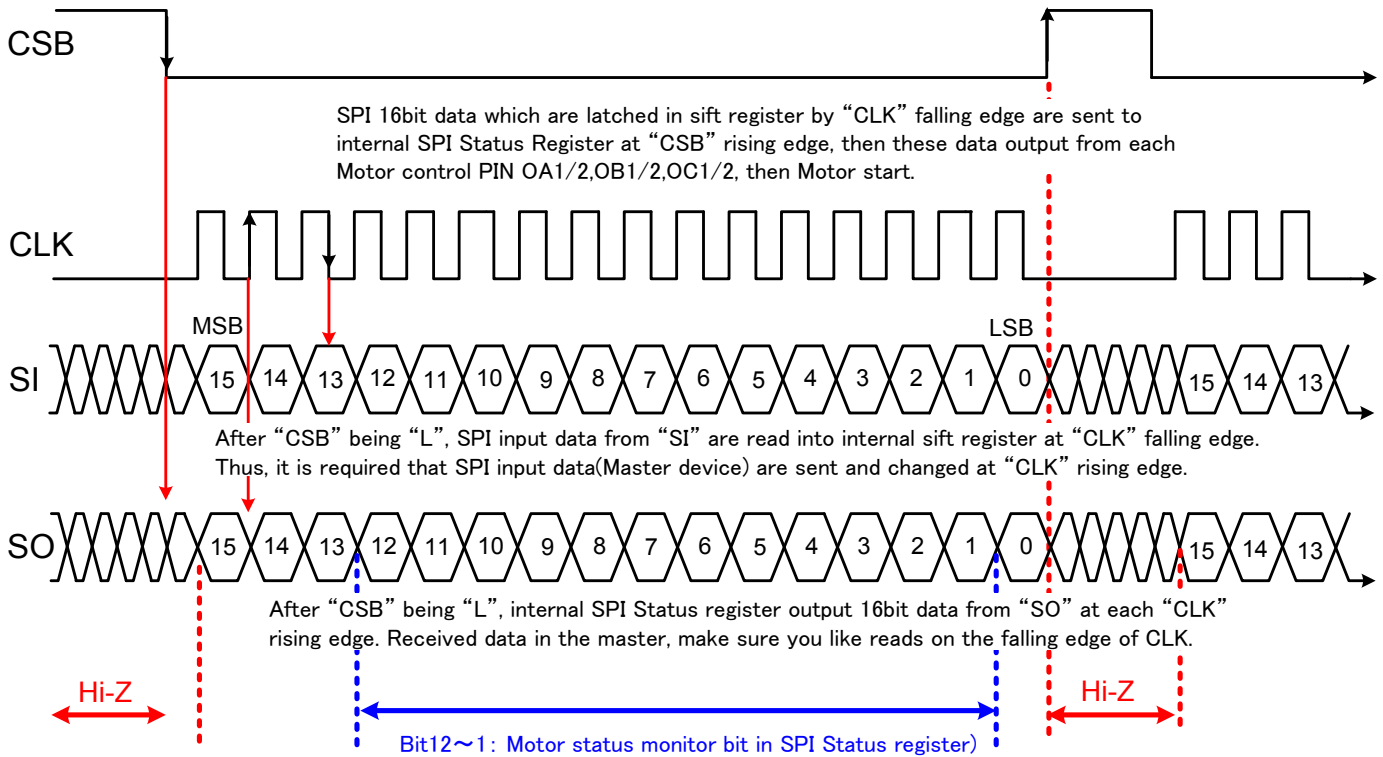 CSB
SPI 16bit data which are latched in sift register by “CLK” falling edge are sent to
internal SPI Status Register at “CSB” rising edge, then these data output from each
Motor control PIN OA1/2,OB1/2,OC1/2, then Motor start.
CLK
MSB
LSB
SI
15 14 13 12 11 10 9 8 7 6 5 4 3 2 1 0 15 14 13
After “CSB” being “L”, SPI input data from “SI” are read into internal sift register at “CLK” falling edge.
Thus, it is required that SPI input data(Master device) are sent and changed at “CLK” rising edge.
SO
15 14 13 12 11 10 9 8 7 6 5 4 3 2 1 0 15 14 13
After “CSB” being “L”, internal SPI Status register output 16bit data from “SO” at each “CLK”
rising edge. Received data in the master, make sure you like reads on the falling edge of CLK.
Hi-Z
Hi-Z
Bit12～1: Motor status monitor bit in SPI Status register)